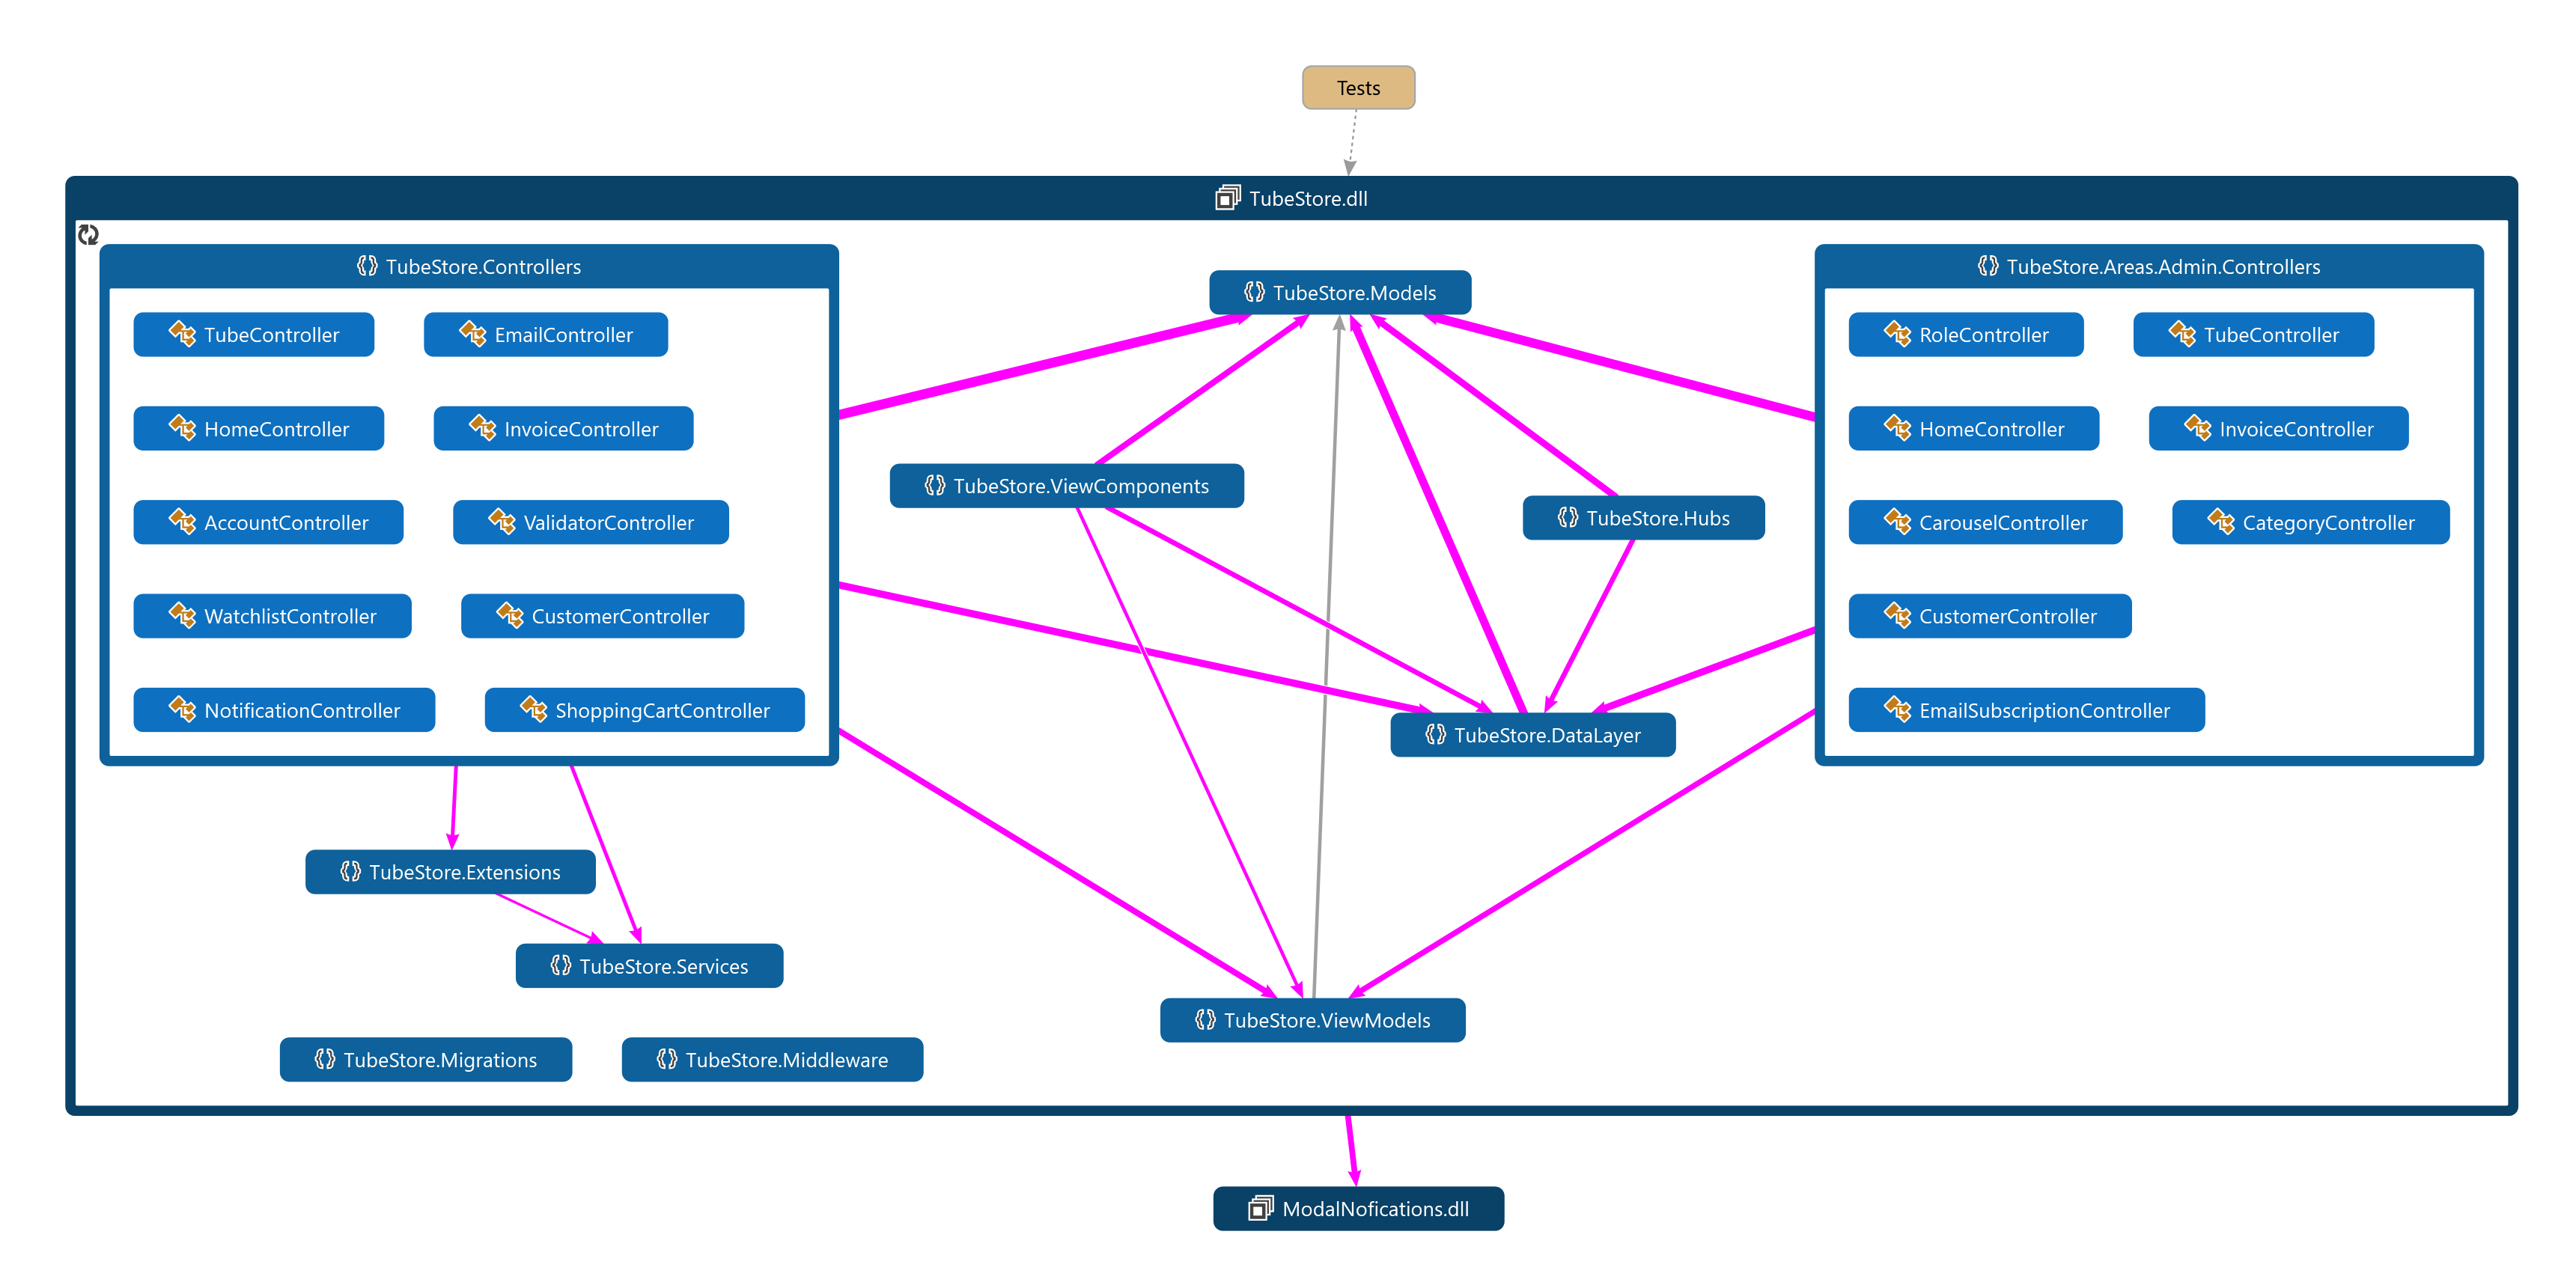 Tests
TubeStore.dll
TubeStore.Controllers
TubeController
EmailController
HomeController
InvoiceController
AccountController
ValidatorController
WatchlistController
CustomerController
NotificationController
ShoppingCartController
TubeStore.Models
TubeStore.ViewComponents
TubeStore.Hubs
TubeStore.DataLayer
TubeStore.Areas.Admin.Controllers
RoleController
TubeController
HomeController
InvoiceController
CarouselController
CategoryController
CustomerController
EmailSubscriptionController
TubeStore.Extensions
TubeStore.Services
TubeStore.ViewModels
TubeStore.Migrations
TubeStore.Middleware
ModalNofications.dll